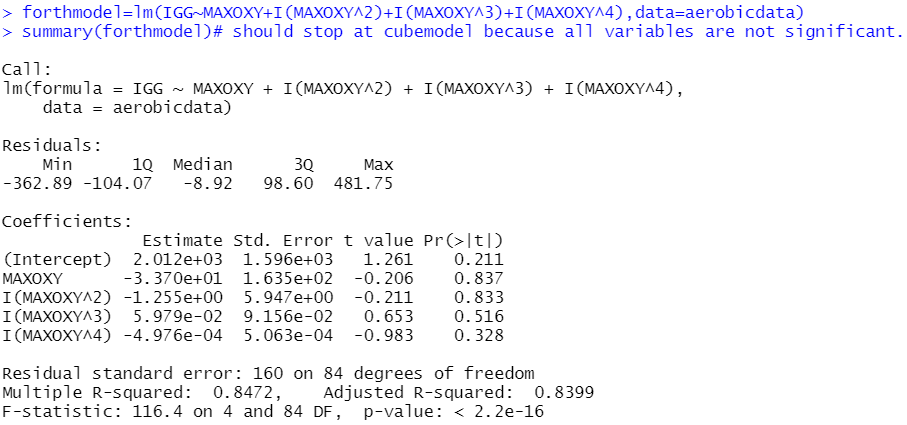 > forthmodel=lm(IGG~MAXOXY+I(MAXOXY^2)+I(MAXOXY^3)+I(MAXOXY^4),data=aerobicdata)
> summary(forthmodel)# should stop at cubemodel because all variables are not significant.
Call:
lm(formula = IGG ~ MAXOXY + I(MAXOXY^2) + I(MAXOXY^3) + I(MAXOXY^4),
data = aerobicdata)
Residuals:
Min 1Q Median 3Q Max
-362.89 -104.07 -8.92 98.60 481.75
Coefficients:
Estimate Std. Error t value Pr(>|t|)
(Intercept) 2.012e+03 1.596e+03 1.261 0.211
MAXOXY -3.370e+01 1.635e+02 -0.206 0.837
I(MAXOXY^2) -1.255e+00 5.947e+00 -0.211 0.833
I(MAXOXY^3) 5.979e-02 9.156e-02 0.653 0.516
I(MAXOXY^4) -4.976e-04 5.063e-04 -0.983 0.328
Residual standard error: 160 on 84 degrees of freedom
Multiple R-squared: 0.8472, Adjusted R-squared: 0.8399
F-statistic: 116.4 on 4 and 84 DF, p-value: < 2.2e-16